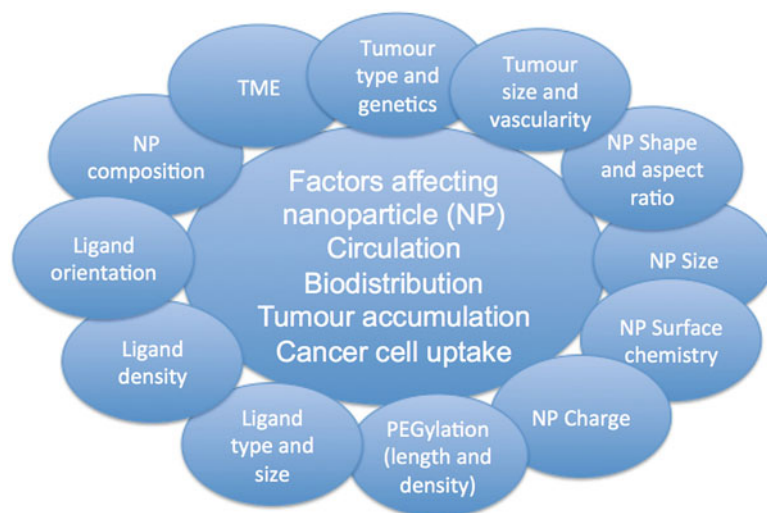 Factors affecting
nanoparticle (NP)
Circulation
Biodistribution
Tumour accumulation
Cancer cell uptake
Tumour
type and
genetics
Tumour
size and
vascularity
NP Shape
and aspect
ratio
NP Size
NP Surface
chemistry
NP Charge
PEGylation
(length and
density)
Ligand
type and
size
Ligand
density
Ligand
orientation
NP
composition
TME